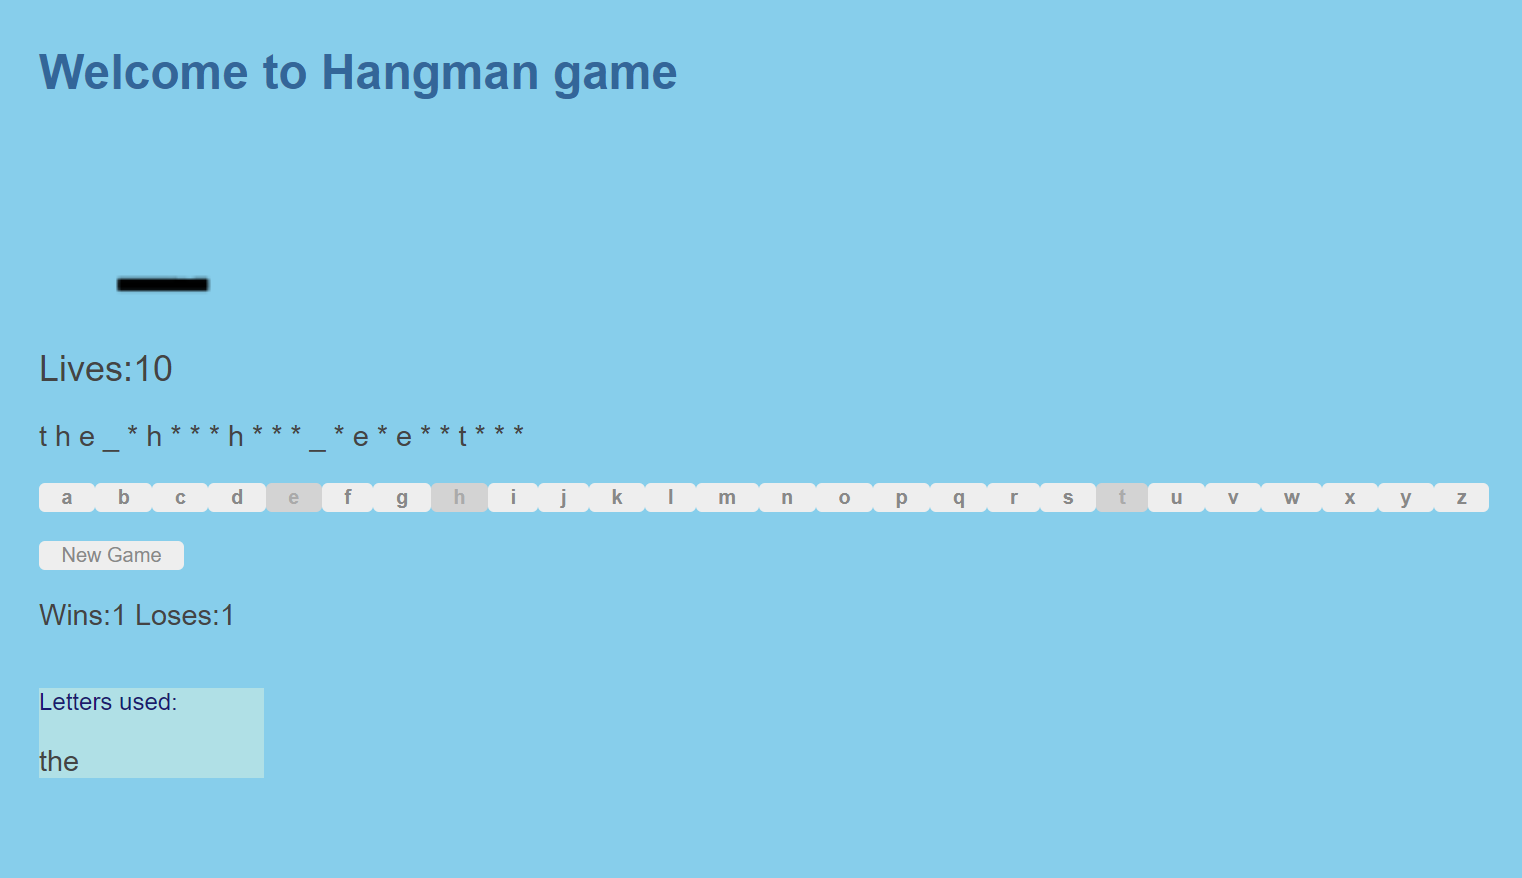 Welcome to Hangman game
Lives:10
t h e _ * h * * * h * * * _ * e * e * * t * * *
a b c d e f g h i j k l m n o p q r s t u v w x y z
New Game
Wins:1 Loses:1
Letters used:
the